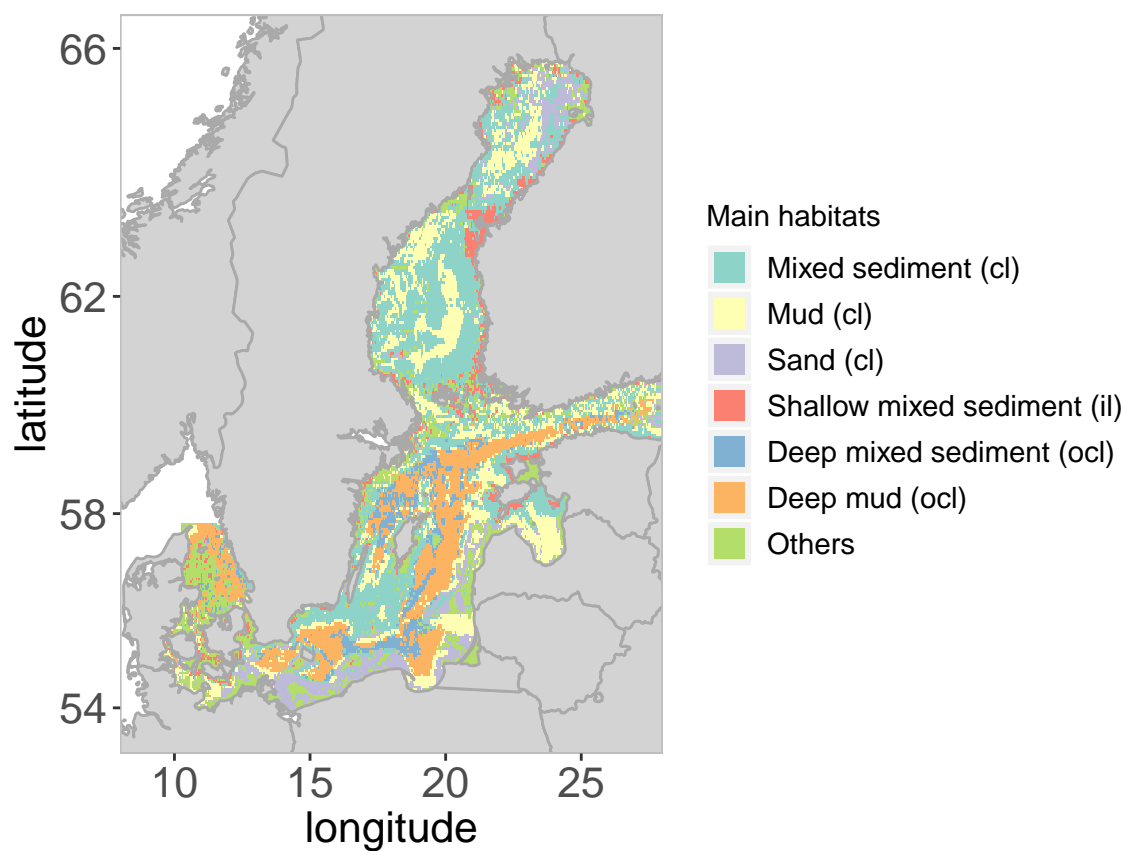 66
62
58
54
latitude
10
15
20
25
longitude
Main habitats
Mixed sediment (cl)
Mud (cl)
Sand (cl)
Shallow mixed sediment (il)
Deep mixed sediment (ocl)
Deep mud (ocl)
Others